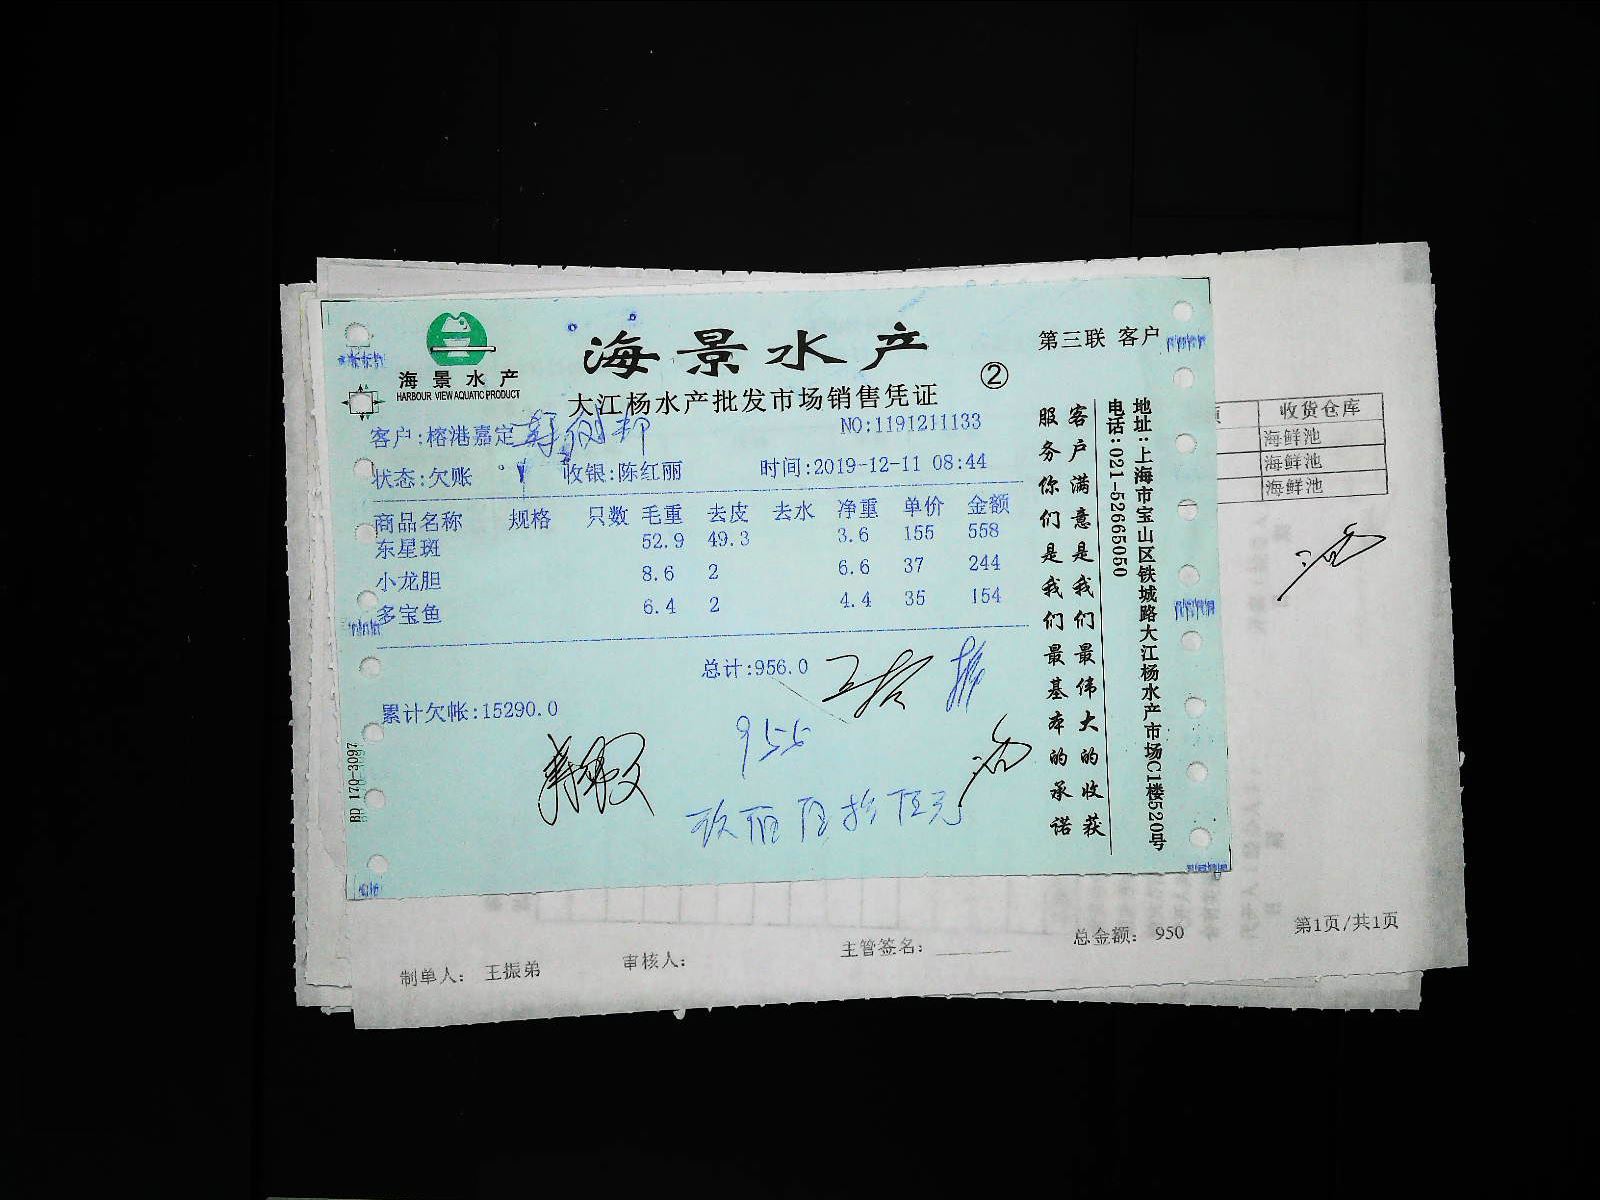 海景水产
HARBOUR VIEW AQUATIC PRODUCT
海景水产
大江杨水产批发市场销售凭证
②
第三联 客户
客户:榕港嘉定
NO:1191211133
状态:欠账 收银:陈红丽 时间:2019-12-11 08:44
商品名称 规格 只数 毛重 去皮 去水 净重 单价 金额
东星斑 52.9 49.3 3.6 155 558
小龙胆 8.6 2 6.6 37 244
多宝鱼 6.4 2 4.4 35 154
总计:956.0
累计欠帐:15290.0
955
玖佰伍拾伍元
BD 170-3097
客户满意是我们最伟大的收获
服务你们是我们最基本的承诺
地址:上海市宝山区铁城路大江杨水产市场C1楼520号
电话:021-52665050
收货仓库
海鲜池
海鲜池
海鲜池
制单人: 王振弟
审核人:
主管签名:
总金额: 950
第1页/共1页